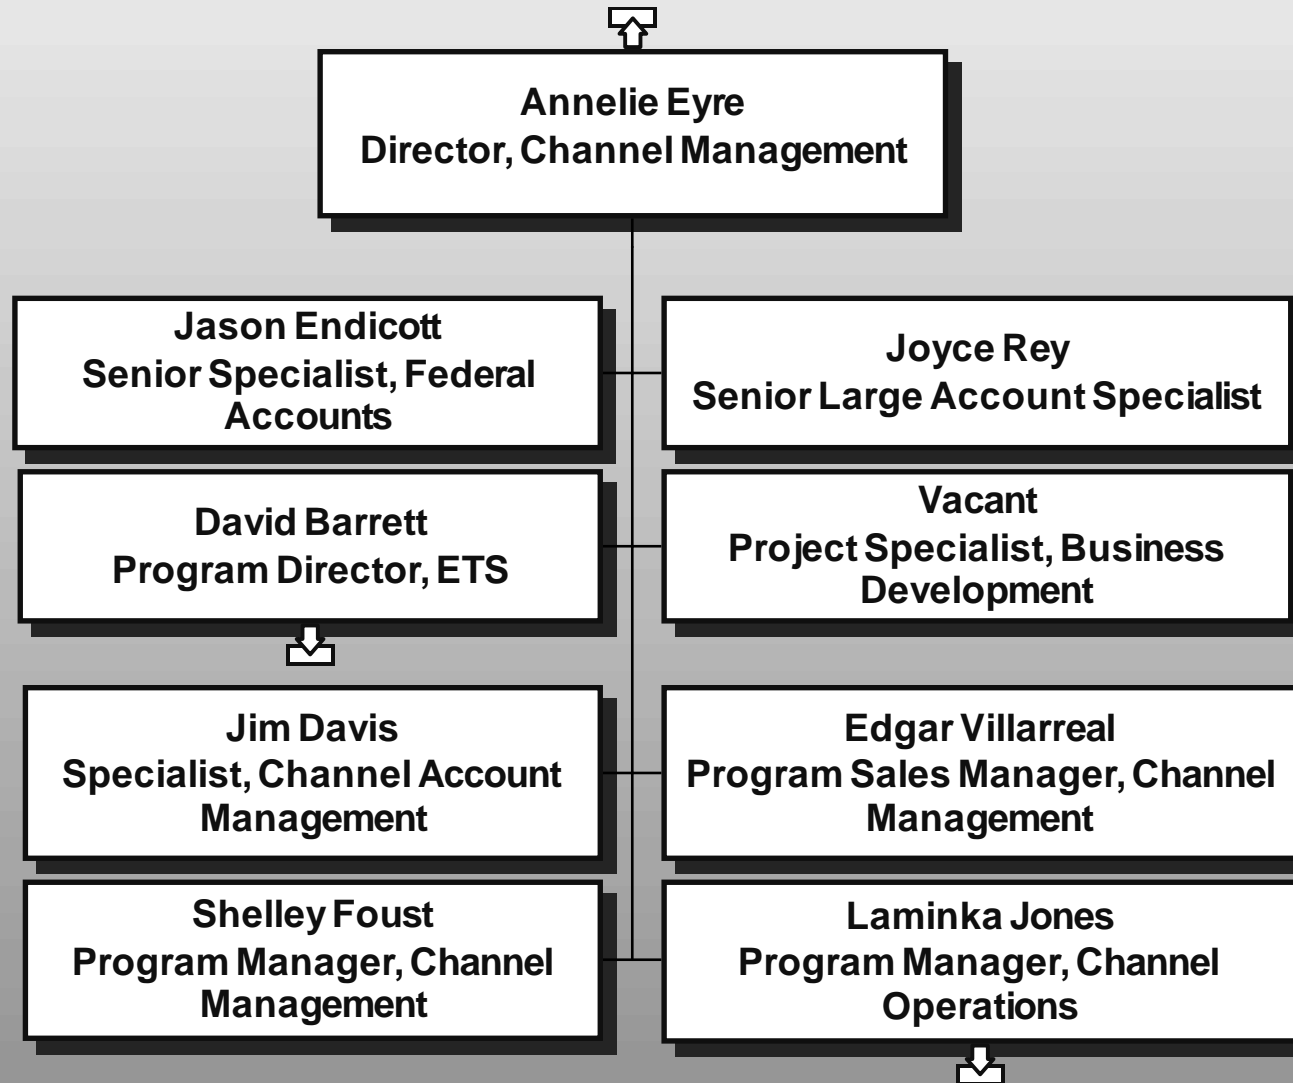 Annelie Eyre
Director, Channel Management
Jason Endicott
Senior Specialist, Federal
Accounts
Joyce Rey
Senior Large Account Specialist
David Barrett
Program Director, ETS
Vacant
Project Specialist, Business
Development
Jim Davis
Specialist, Channel Account
Management
Edgar Villarreal
Program Sales Manager, Channel
Management
Shelley Foust
Program Manager, Channel
Management
Laminka Jones
Program Manager, Channel
Operations